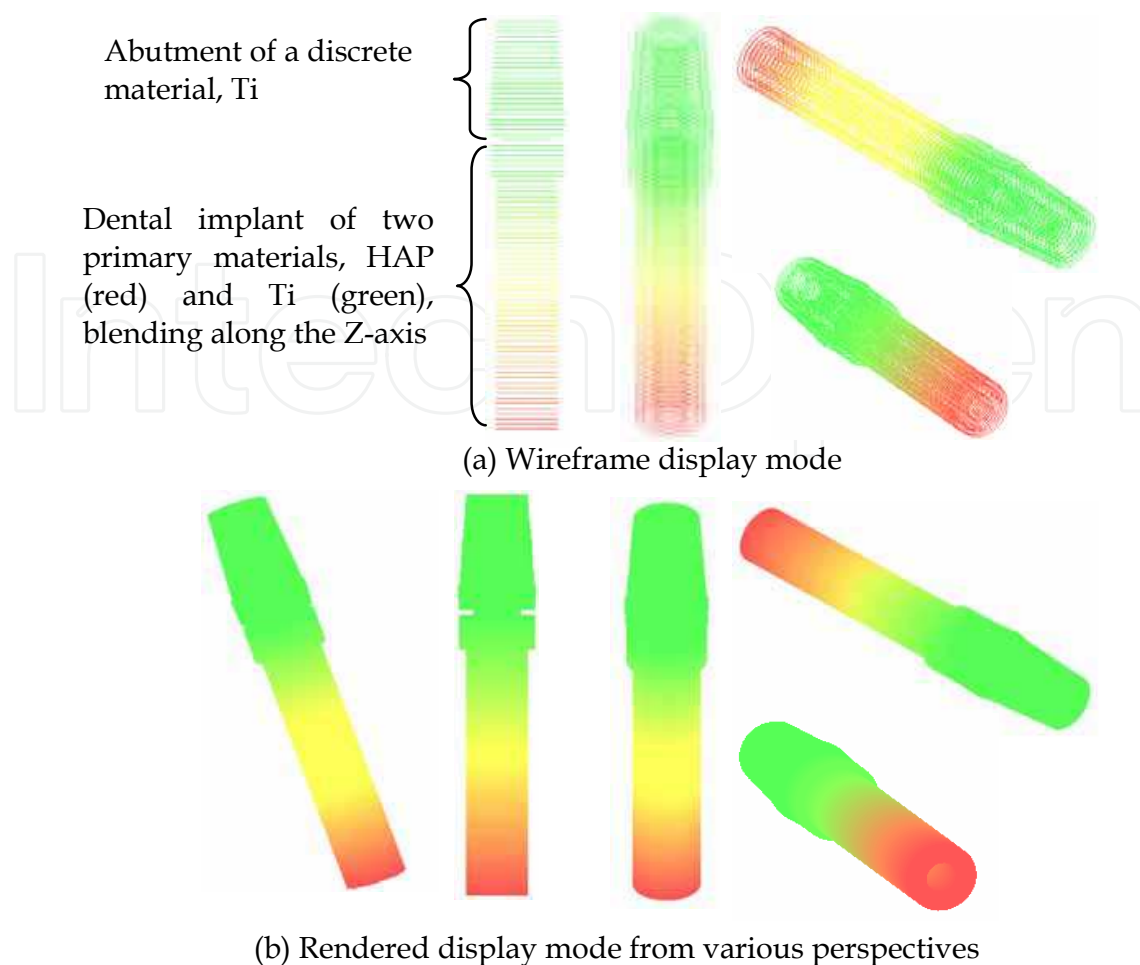 Abutment of a discrete
material, Ti
Dental implant of two
primary materials, HAP
(red) and Ti (green),
blending along the Z-axis
IntechOpen
(a) Wireframe display mode
(b) Rendered display mode from various perspectives